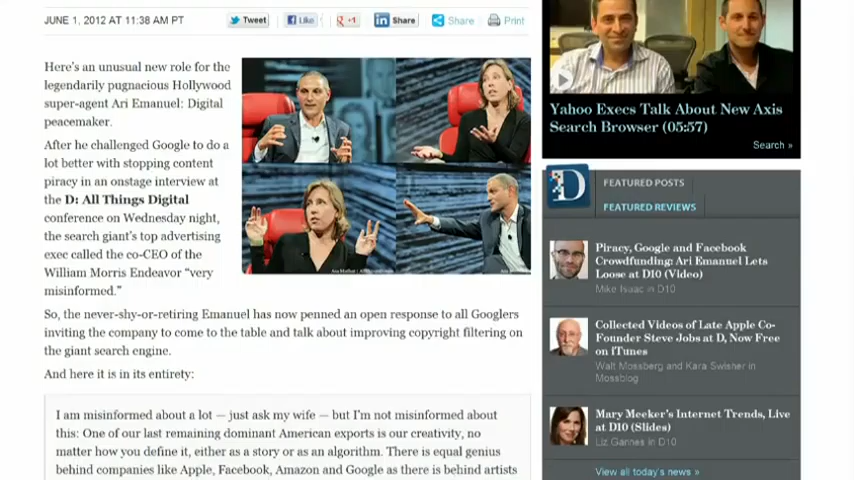 JUNE 1, 2012 AT 11:38 AM PT
Tweet
Like
+1
Share
Share
Print
Here's an unusual new role for the
legendarily pugnacious Hollywood
super-agent Ari Emanuel: Digital
peacemaker.
After he challenged Google to do a
lot better with stopping content
piracy in an onstage interview at
the D: All Things Digital
conference on Wednesday night,
the search giant's top advertising
exec called the co-CEO of the
William Morris Endeavor "very
misinformed."
So, the never-shy-or-retiring Emanuel has now penned an open response to all Googlers
inviting the company to come to the table and talk about improving copyright filtering on
the giant search engine.
And here it is in its entirety:
I am misinformed about a lot — just ask my wife — but I'm not misinformed about
this: One of our last remaining dominant American exports is our creativity, no
matter how you define it, either as a story or as an algorithm. There is equal genius
behind companies like Apple, Facebook, Amazon and Google as there is behind artists
Yahoo Execs Talk About New Axis
Search Browser (05:57)
Search »
D
FEATURED POSTS
FEATURED REVIEWS
Piracy, Google and Facebook
Crowdfunding: Ari Emanuel Lets
Loose at D10 (Video)
Mike Isaac in D10
Collected Videos of Late Apple Co-
Founder Steve Jobs at D, Now Free
on iTunes
Walt Mossberg and Kara Swisher in
Mossblog
Mary Meeker's Internet Trends, Live
at D10 (Slides)
Liz Gannes in D10
View all today's news »